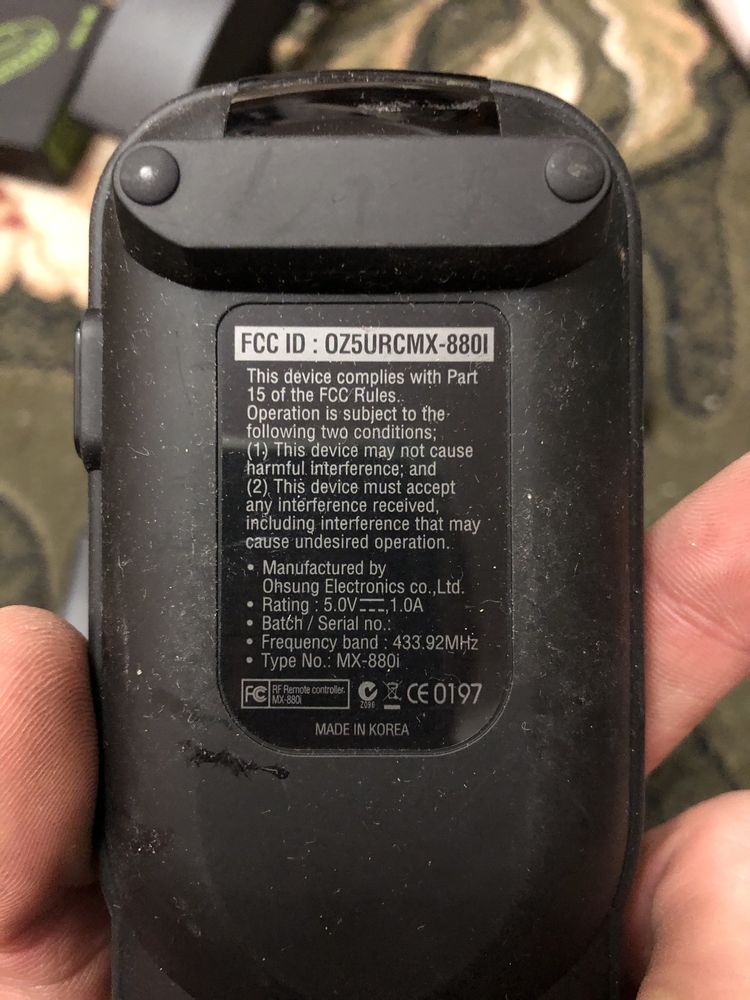 FCC ID : OZ5URCMX-880I
This device complies with Part
15 of the FCC Rules.
Operation is subject to the
following two conditions;
(1) This device may not cause
harmful interference; and
(2) This device must accept
any interference received,
including interference that may
cause undesired operation.
• Manufactured by
Ohsung Electronics co.,Ltd.
• Rating : 5.0V⎓,1.0A
• Batch / Serial no.:
• Frequency band : 433.92MHz
• Type No.: MX-880i
FC RF Remote controller
MX-880i
Z096
CE 0197
MADE IN KOREA